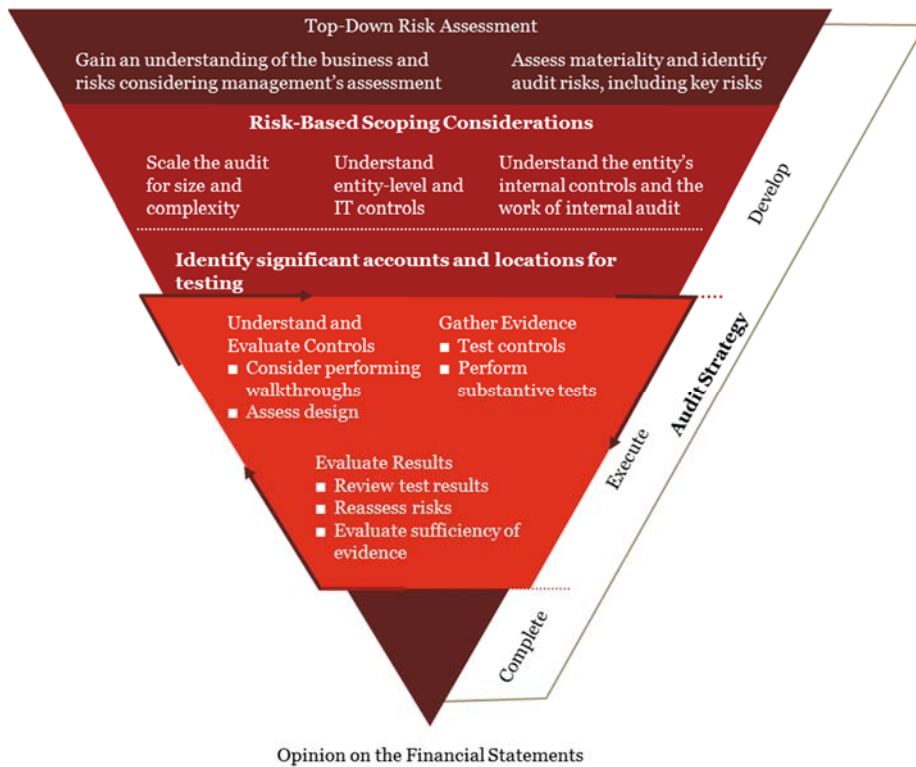 Top-Down Risk Assessment
Gain an understanding of the business and
risks considering management's assessment
Assess materiality and identify
audit risks, including key risks
Risk-Based Scoping Considerations
Scale the audit
for size and
complexity
Understand
entity-level and
IT controls
Understand the entity's
internal controls and the
work of internal audit
Identify significant accounts and locations for
testing
Understand and
Evaluate Controls
■ Consider performing
walkthroughs
■ Assess design
Gather Evidence
■ Test controls
■ Perform
substantive tests
Evaluate Results
■ Review test results
■ Reassess risks
■ Evaluate sufficiency of
evidence
Develop
Execute
Complete
Audit Strategy
Opinion on the Financial Statements